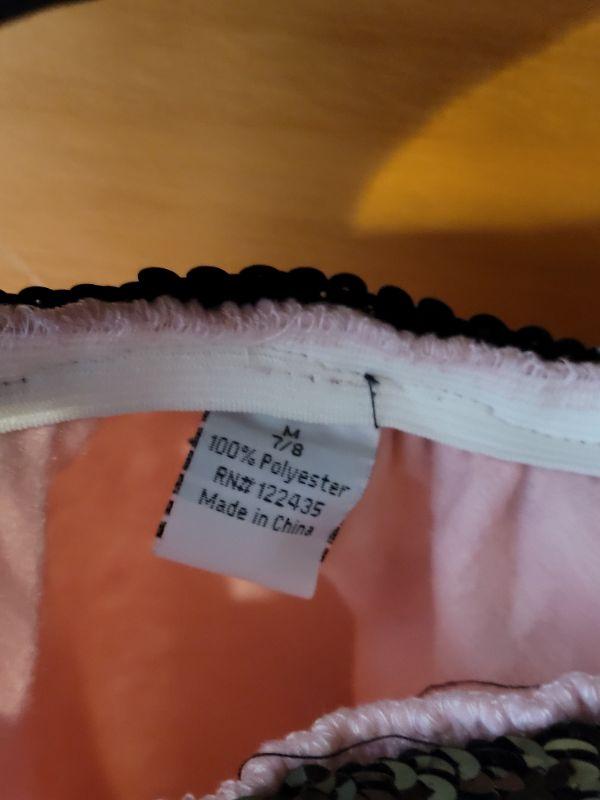 M
7/8
100% Polyester
RN# 122435
Made in China